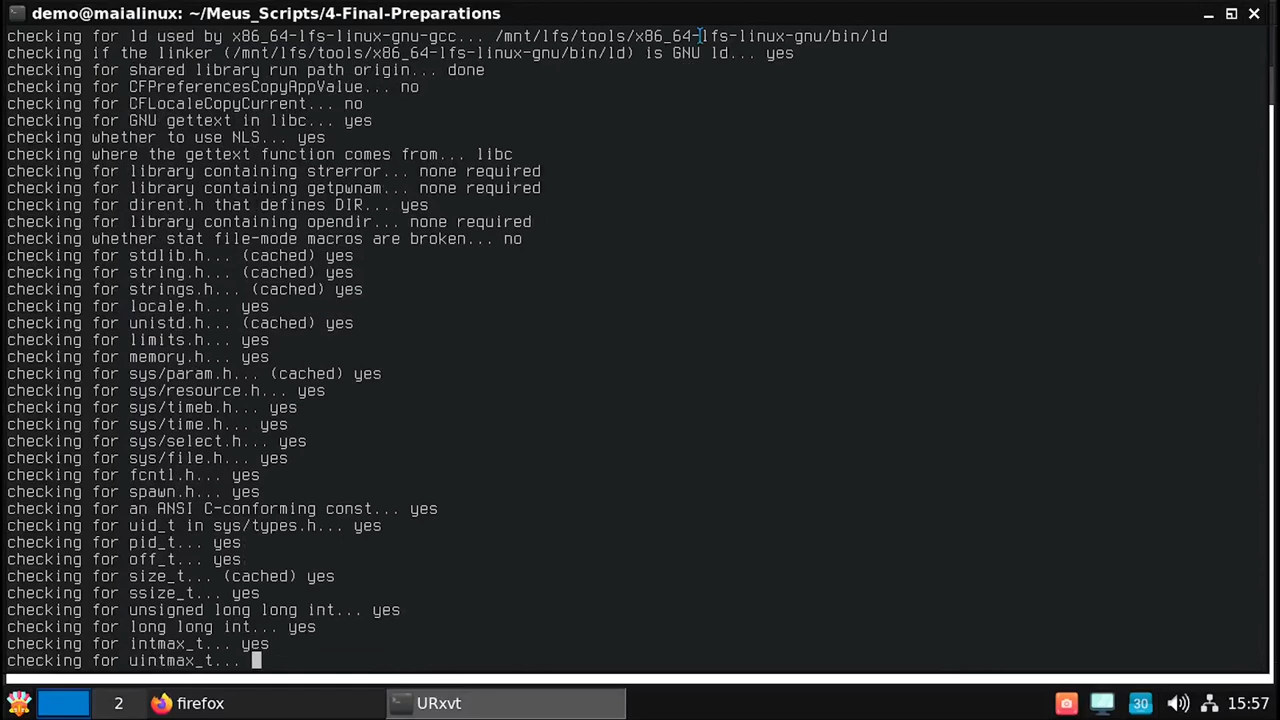 demo@maialinux: ~/Meus_Scripts/4-Final-Preparations
checking for ld used by x86_64-lfs-linux-gnu-gcc... /mnt/lfs/tools/x86_64-lfs-linux-gnu/bin/ld
checking if the linker (/mnt/lfs/tools/x86_64-lfs-linux-gnu/bin/ld) is GNU ld... yes
checking for shared library run path origin... done
checking for CFPreferencesCopyAppValue... no
checking for CFLocaleCopyCurrent... no
checking for GNU gettext in libc... yes
checking whether to use NLS... yes
checking where the gettext function comes from... libc
checking for library containing strerror... none required
checking for library containing getpwnam... none required
checking for dirent.h that defines DIR... yes
checking for library containing opendir... none required
checking whether stat file-mode macros are broken... no
checking for stdlib.h... (cached) yes
checking for string.h... (cached) yes
checking for strings.h... (cached) yes
checking for locale.h... yes
checking for unistd.h... (cached) yes
checking for limits.h... yes
checking for memory.h... yes
checking for sys/param.h... (cached) yes
checking for sys/resource.h... yes
checking for sys/timeb.h... yes
checking for sys/time.h... yes
checking for sys/select.h... yes
checking for sys/file.h... yes
checking for fcntl.h... yes
checking for spawn.h... yes
checking for an ANSI C-conforming const... yes
checking for uid_t in sys/types.h... yes
checking for pid_t... yes
checking for off_t... yes
checking for size_t... (cached) yes
checking for ssize_t... yes
checking for unsigned long long int... yes
checking for long long int... yes
checking for intmax_t... yes
checking for uintmax_t...
2 firefox URxvt 30 15:57